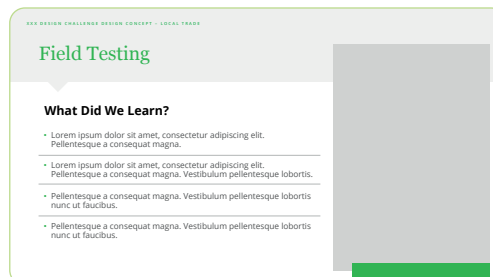 XXX DESIGN CHALLENGE DESIGN CONCEPT – LOCAL TRADE
Field Testing
What Did We Learn?
• Lorem ipsum dolor sit amet, consectetur adipiscing elit.
Pellentesque a consequat magna.
• Lorem ipsum dolor sit amet, consectetur adipiscing elit.
Pellentesque a consequat magna. Vestibulum pellentesque lobortis.
• Pellentesque a consequat magna. Vestibulum pellentesque lobortis
nunc ut faucibus.
• Pellentesque a consequat magna. Vestibulum pellentesque lobortis
nunc ut faucibus.